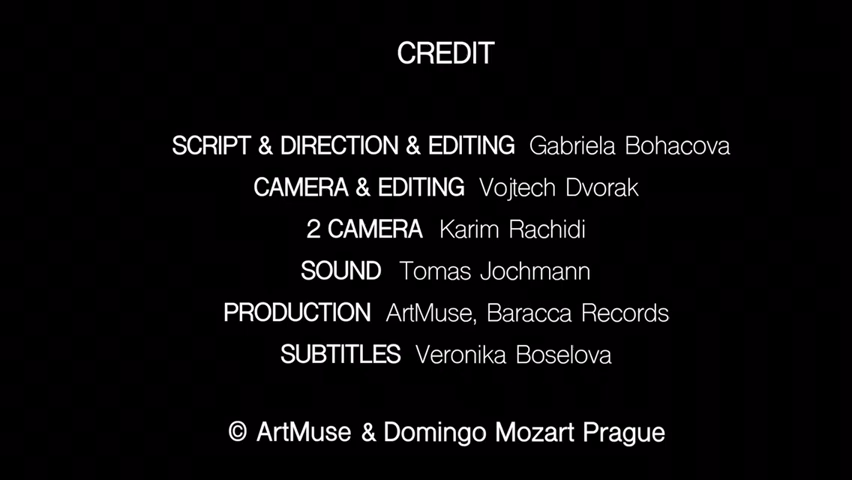 CREDIT
SCRIPT & DIRECTION & EDITING Gabriela Bohacova
CAMERA & EDITING Vojtech Dvorak
2 CAMERA Karim Rachidi
SOUND Tomas Jochmann
PRODUCTION ArtMuse, Baracca Records
SUBTITLES Veronika Boselova
© ArtMuse & Domingo Mozart Prague